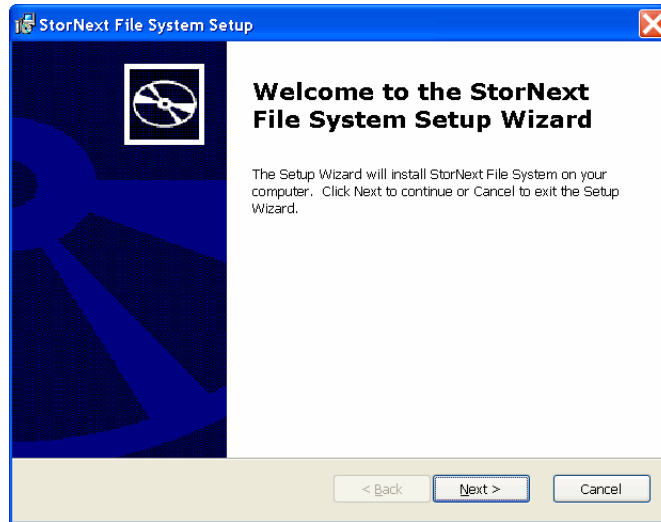 StorNext File System Setup
Welcome to the StorNext
File System Setup Wizard
The Setup Wizard will install StorNext File System on your
computer. Click Next to continue or Cancel to exit the Setup
Wizard.
< Back Next > Cancel